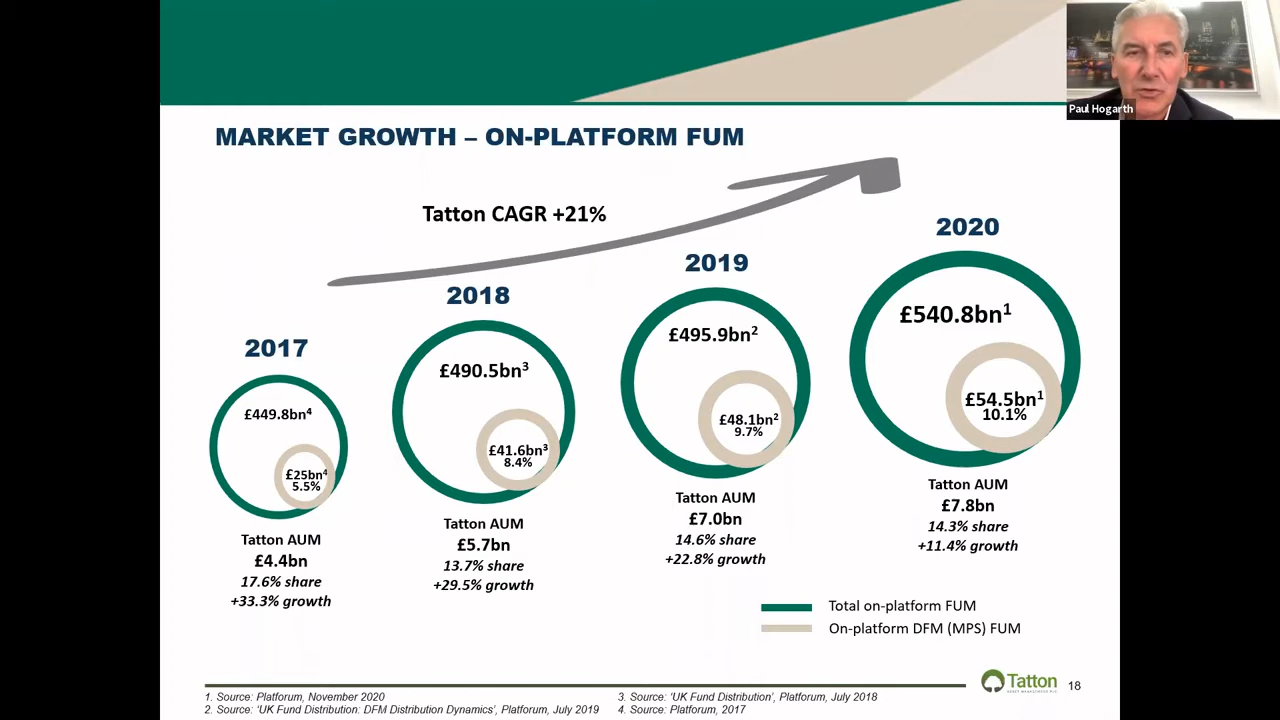 Paul Hogarth
MARKET GROWTH – ON-PLATFORM FUM
Tatton CAGR +21%
2017
£449.8bn⁴
£25bn⁴
5.5%
Tatton AUM
£4.4bn
17.6% share
+33.3% growth
2018
£490.5bn³
£41.6bn³
8.4%
Tatton AUM
£5.7bn
13.7% share
+29.5% growth
2019
£495.9bn²
£48.1bn²
9.7%
Tatton AUM
£7.0bn
14.6% share
+22.8% growth
2020
£540.8bn¹
£54.5bn¹
10.1%
Tatton AUM
£7.8bn
14.3% share
+11.4% growth
Total on-platform FUM
On-platform DFM (MPS) FUM
1. Source: Platforum, November 2020
2. Source: ‘UK Fund Distribution: DFM Distribution Dynamics’, Platforum, July 2019
3. Source: ‘UK Fund Distribution’, Platforum, July 2018
4. Source: Platforum, 2017
Tatton
ASSET MANAGEMENT PLC
18